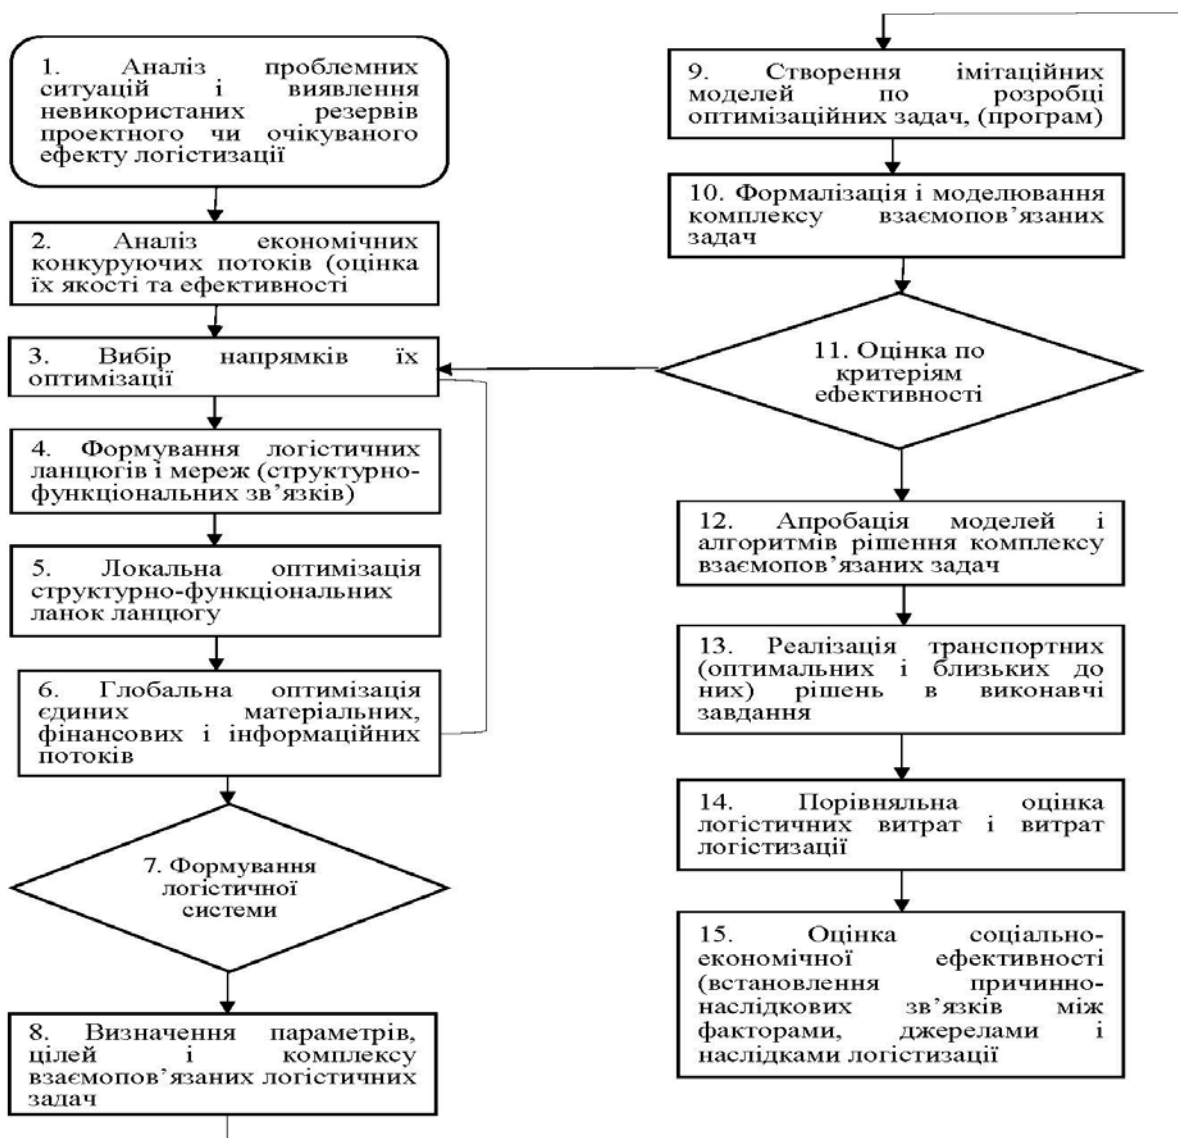 1. Аналіз проблемних
ситуацій і виявлення
невикористаних резервів
проектного чи очікуваного
ефекту логістизації
2. Аналіз економічних
конкуруючих потоків (оцінка
їх якості та ефективності
3. Вибір напрямків їх
оптимізації
4. Формування логістичних
ланцюгів і мереж (структурно-
функціональних зв’язків)
5. Локальна оптимізація
структурно-функціональних
ланок ланцюгу
6. Глобальна оптимізація
єдиних матеріальних,
фінансових і інформаційних
потоків
7. Формування
логістичної
системи
8. Визначення параметрів,
цілей і комплексу
взаємопов’язаних логістичних
задач
9. Створення імітаційних
моделей по розробці
оптимізаційних задач, (програм)
10. Формалізація і моделювання
комплексу взаємопов’язаних
задач
11. Оцінка по
критеріям
ефективності
12. Апробація моделей і
алгоритмів рішення комплексу
взаємопов’язаних задач
13. Реалізація транспортних
(оптимальних і близьких до
них) рішень в виконавчі
завдання
14. Порівняльна оцінка
логістичних витрат і витрат
логістизації
15. Оцінка соціально-
економічної ефективності
(встановлення причинно-
наслідкових зв’язків між
факторами, джерелами і
наслідками логістизації